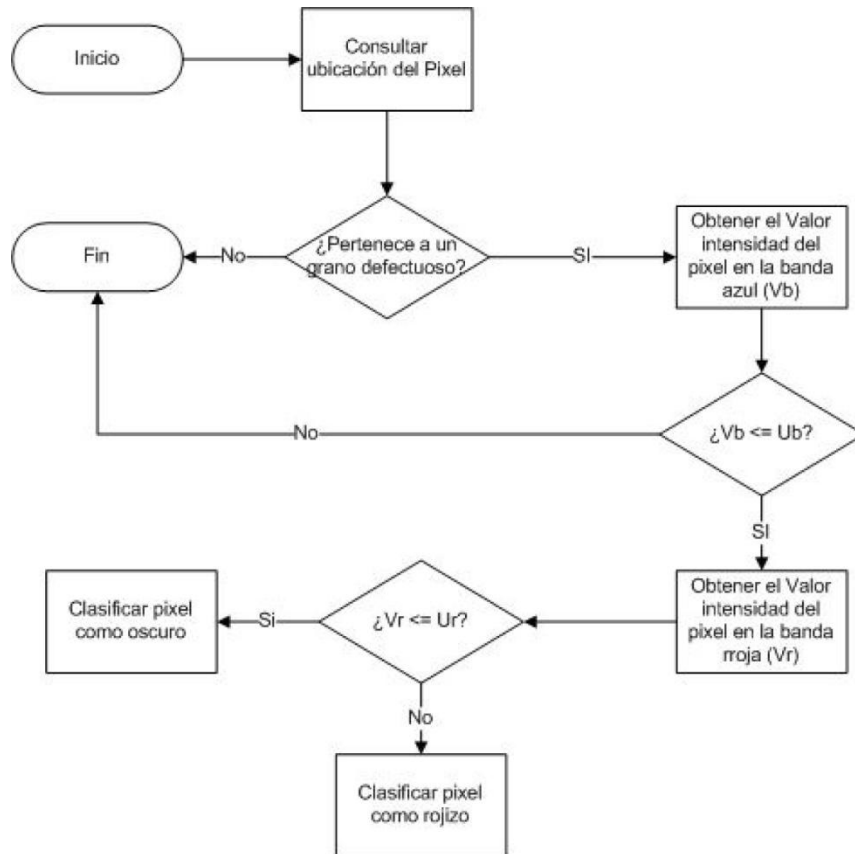 Inicio
Consultar
ubicación del Pixel
Fin
No
¿Pertenece a un
grano defectuoso?
SI
Obtener el Valor
intensidad del
pixel en la banda
azul (Vb)
No
¿Vb <= Ub?
SI
Clasificar pixel
como oscuro
Si
¿Vr <= Ur?
Obtener el Valor
intensidad del
pixel en la banda
rroja (Vr)
No
Clasificar pixel
como rojizo